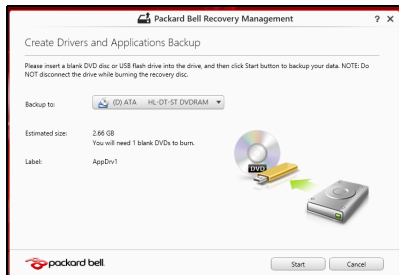 Packard Bell Recovery Management
Create Drivers and Applications Backup
Please insert a blank DVD disc or USB flash drive into the drive, and then click Start button to backup your data. NOTE: Do
NOT disconnect the drive while burning the recovery disc.
Backup to: (D) ATA HL-DT-ST DVDRAM
Estimated size: 2.66 GB
You will need 1 blank DVDs to burn.
Label: AppDrv1
DVD
packard bell
Start Cancel